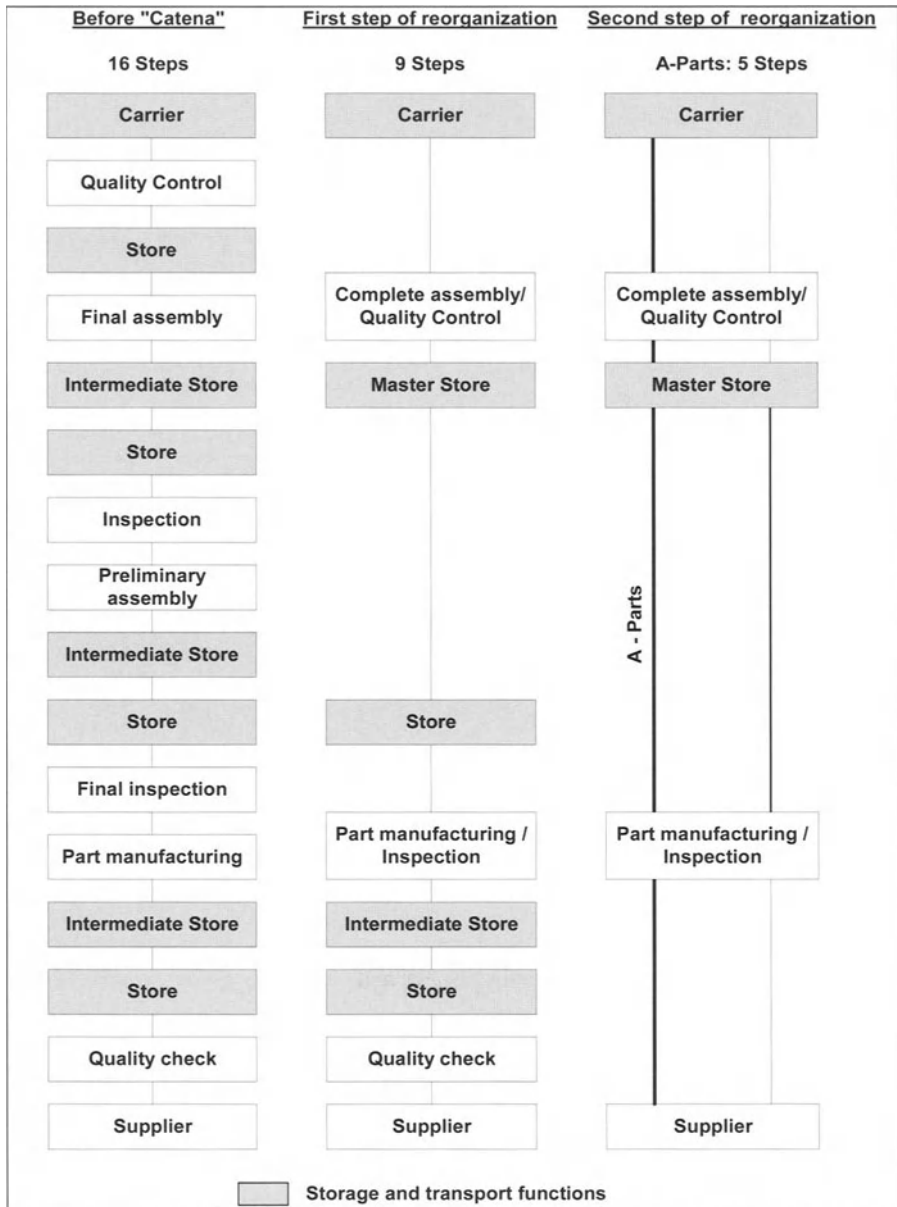 Before "Catena"
First step of reorganization
Second step of reorganization
16 Steps
9 Steps
A-Parts: 5 Steps
Carrier
Quality Control
Store
Final assembly
Intermediate Store
Store
Inspection
Preliminary
assembly
Intermediate Store
Store
Final inspection
Part manufacturing
Intermediate Store
Store
Quality check
Supplier
Carrier
Complete assembly/
Quality Control
Master Store
Store
Part manufacturing /
Inspection
Intermediate Store
Store
Quality check
Supplier
Carrier
Complete assembly/
Quality Control
Master Store
A - Parts
Part manufacturing /
Inspection
Supplier
Storage and transport functions